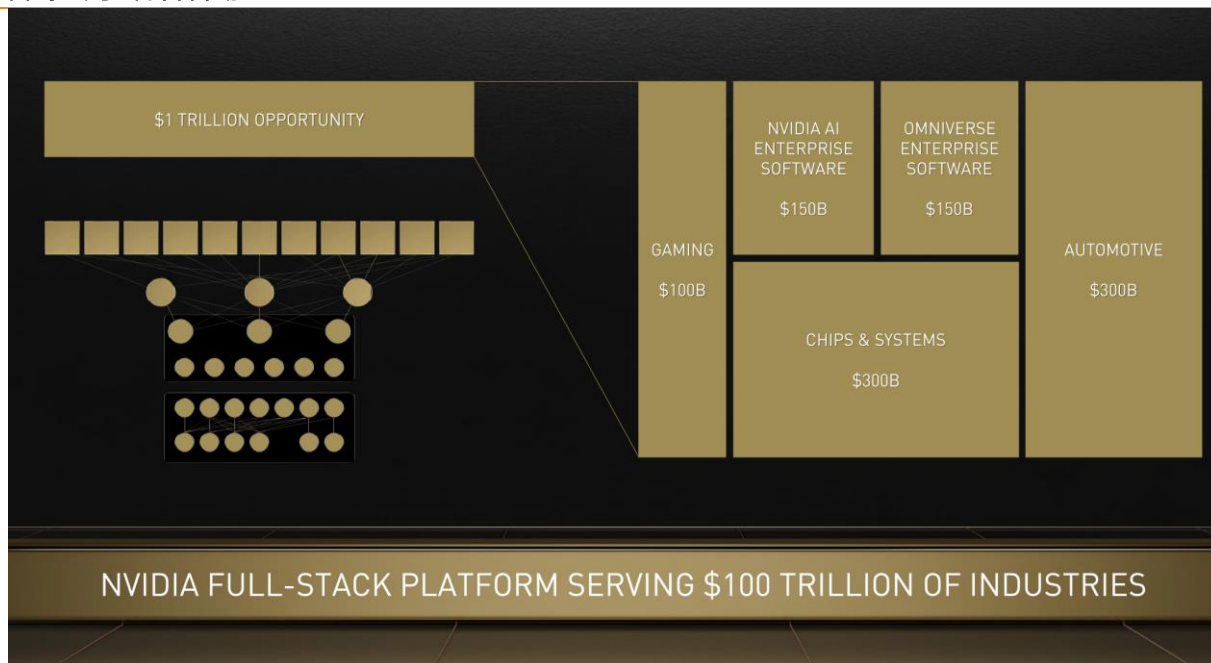 $1 TRILLION OPPORTUNITY
GAMING
$100B
NVIDIA AI
ENTERPRISE
SOFTWARE
$150B
OMNIVERSE
ENTERPRISE
SOFTWARE
$150B
CHIPS & SYSTEMS
$300B
AUTOMOTIVE
$300B
NVIDIA FULL-STACK PLATFORM SERVING $100 TRILLION OF INDUSTRIES